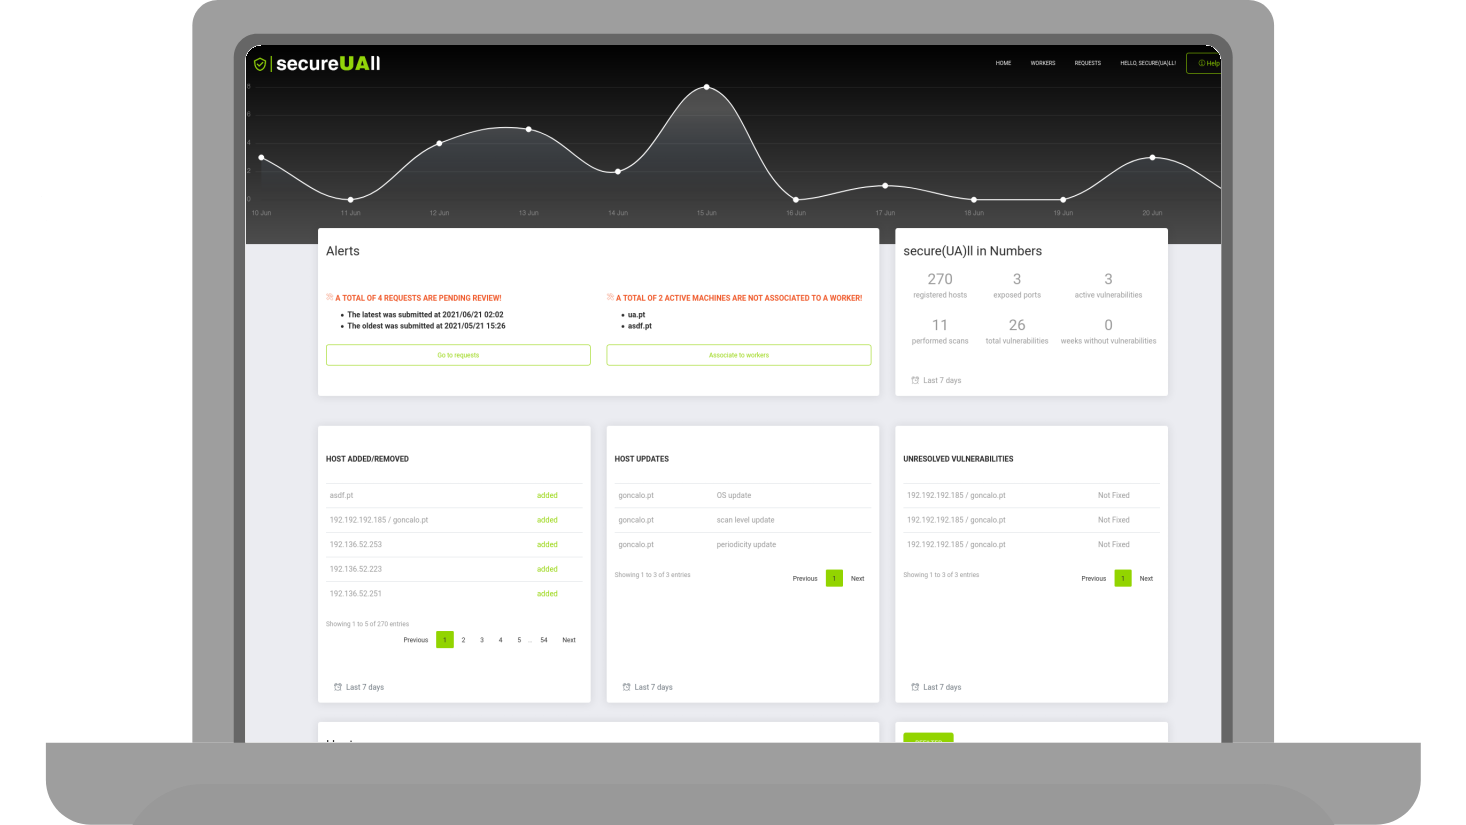 secureUAll
HOME WORKERS REQUESTS HELLO, SECURE(UA)LL! Help
8
6
4
2
0
10 Jun 11 Jun 12 Jun 13 Jun 14 Jun 15 Jun 16 Jun 17 Jun 18 Jun 19 Jun 20 Jun
Alerts
A TOTAL OF 4 REQUESTS ARE PENDING REVIEW!
• The latest was submitted at 2021/06/21 02:02
• The oldest was submitted at 2021/05/21 15:26
Go to requests
A TOTAL OF 2 ACTIVE MACHINES ARE NOT ASSOCIATED TO A WORKER!
• ua.pt
• asdf.pt
Associate to workers
secure(UA)ll in Numbers
270 3 3
registered hosts exposed ports active vulnerabilities
11 26 0
performed scans total vulnerabilities weeks without vulnerabilities
Last 7 days
HOST ADDED/REMOVED
asdf.pt added
192.192.192.185 / goncalo.pt added
192.136.52.253 added
192.136.52.223 added
192.136.52.251 added
Showing 1 to 5 of 270 entries
Previous 1 2 3 4 5 … 54 Next
Last 7 days
HOST UPDATES
goncalo.pt OS update
goncalo.pt scan level update
goncalo.pt periodicity update
Showing 1 to 3 of 3 entries
Previous 1 Next
Last 7 days
UNRESOLVED VULNERABILITIES
192.192.192.185 / goncalo.pt Not Fixed
192.192.192.185 / goncalo.pt Not Fixed
192.192.192.185 / goncalo.pt Not Fixed
Showing 1 to 3 of 3 entries
Previous 1 Next
Last 7 days